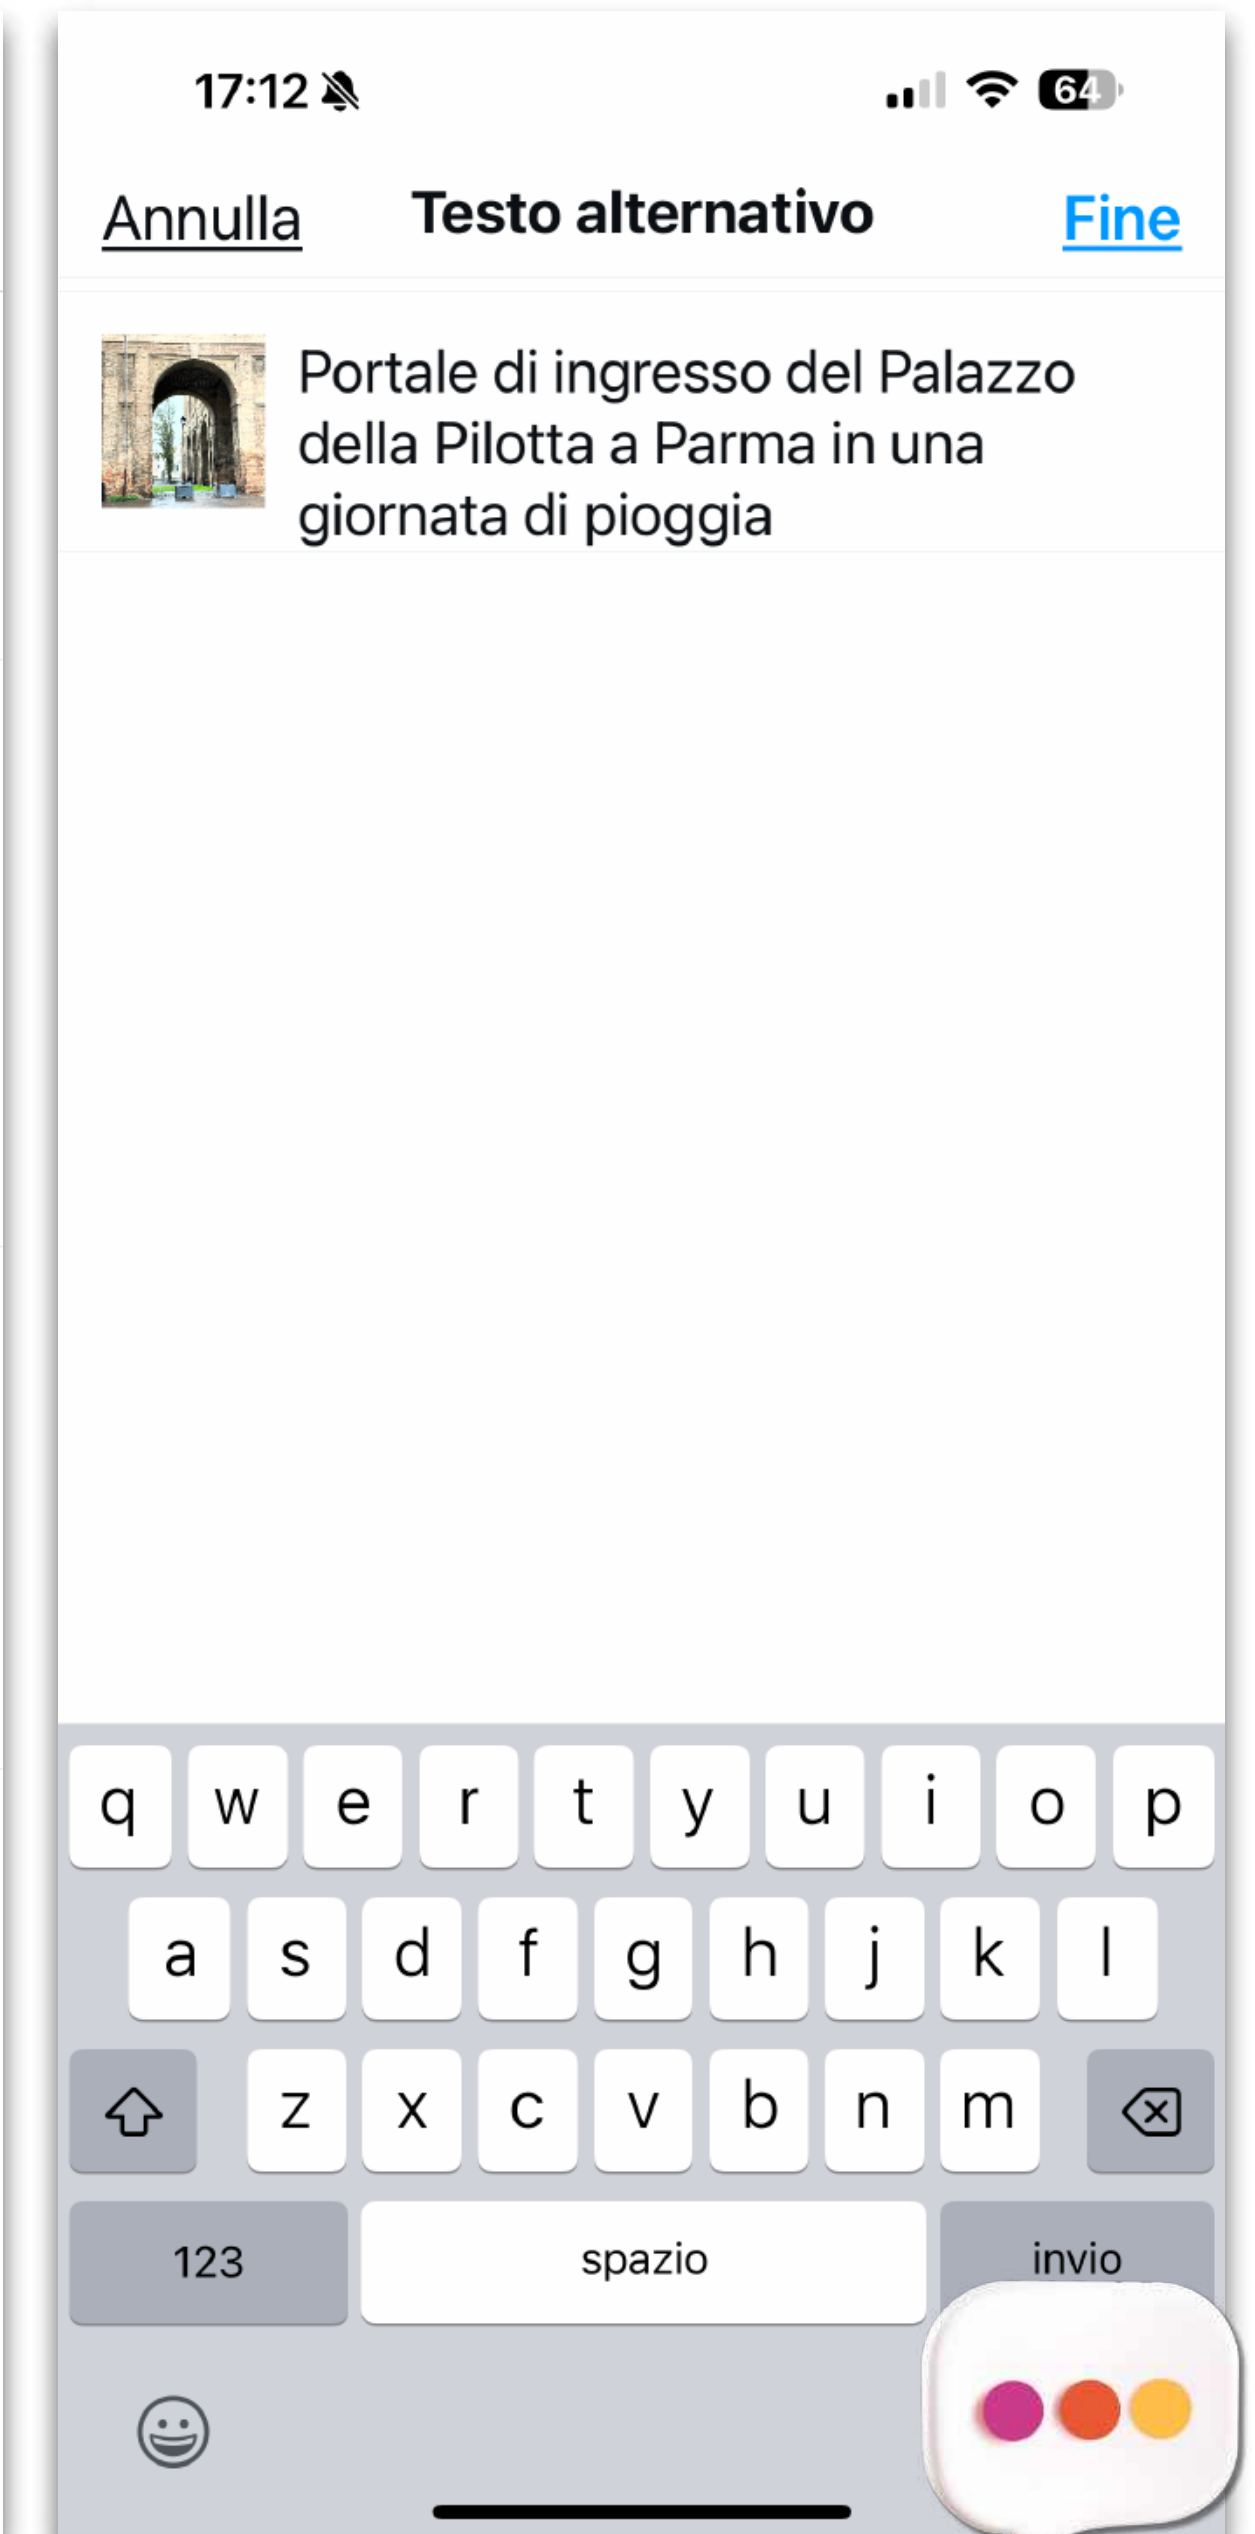 17:12
64
Annulla
Testo alternativo
Fine
Portale di ingresso del Palazzo
della Pilotta a Parma in una
giornata di pioggia
q w e r t y u i o p
a s d f g h j k l
z x c v b n m
123
spazio
invio